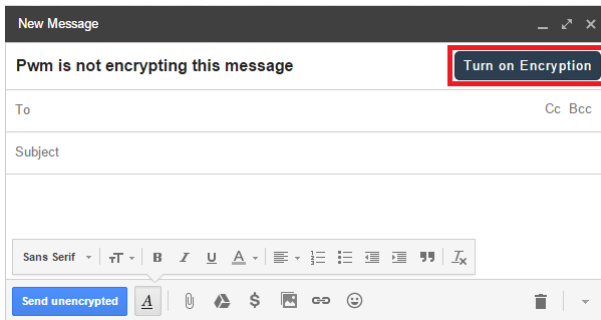 New Message
Pwm is not encrypting this message Turn on Encryption
To Cc Bcc
Subject
Sans Serif B I U A
Send unencrypted A $